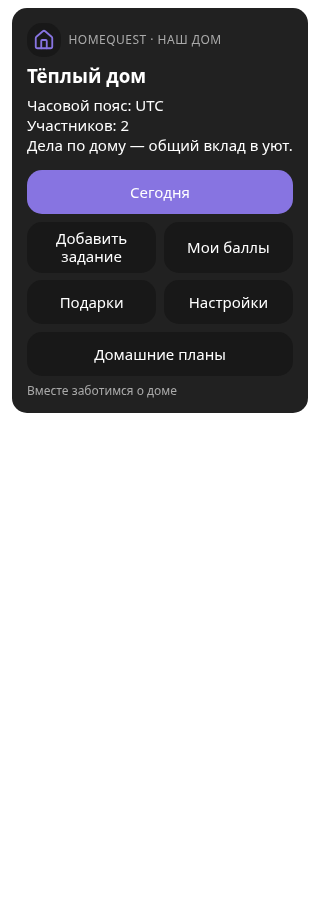 HOMEQUEST · НАШ ДОМ
Тёплый дом
Часовой пояс: UTC
Участников: 2
Дела по дому — общий вклад в уют.
Сегодня
Добавить
задание
Мои баллы
Подарки
Настройки
Домашние планы
Вместе заботимся о доме